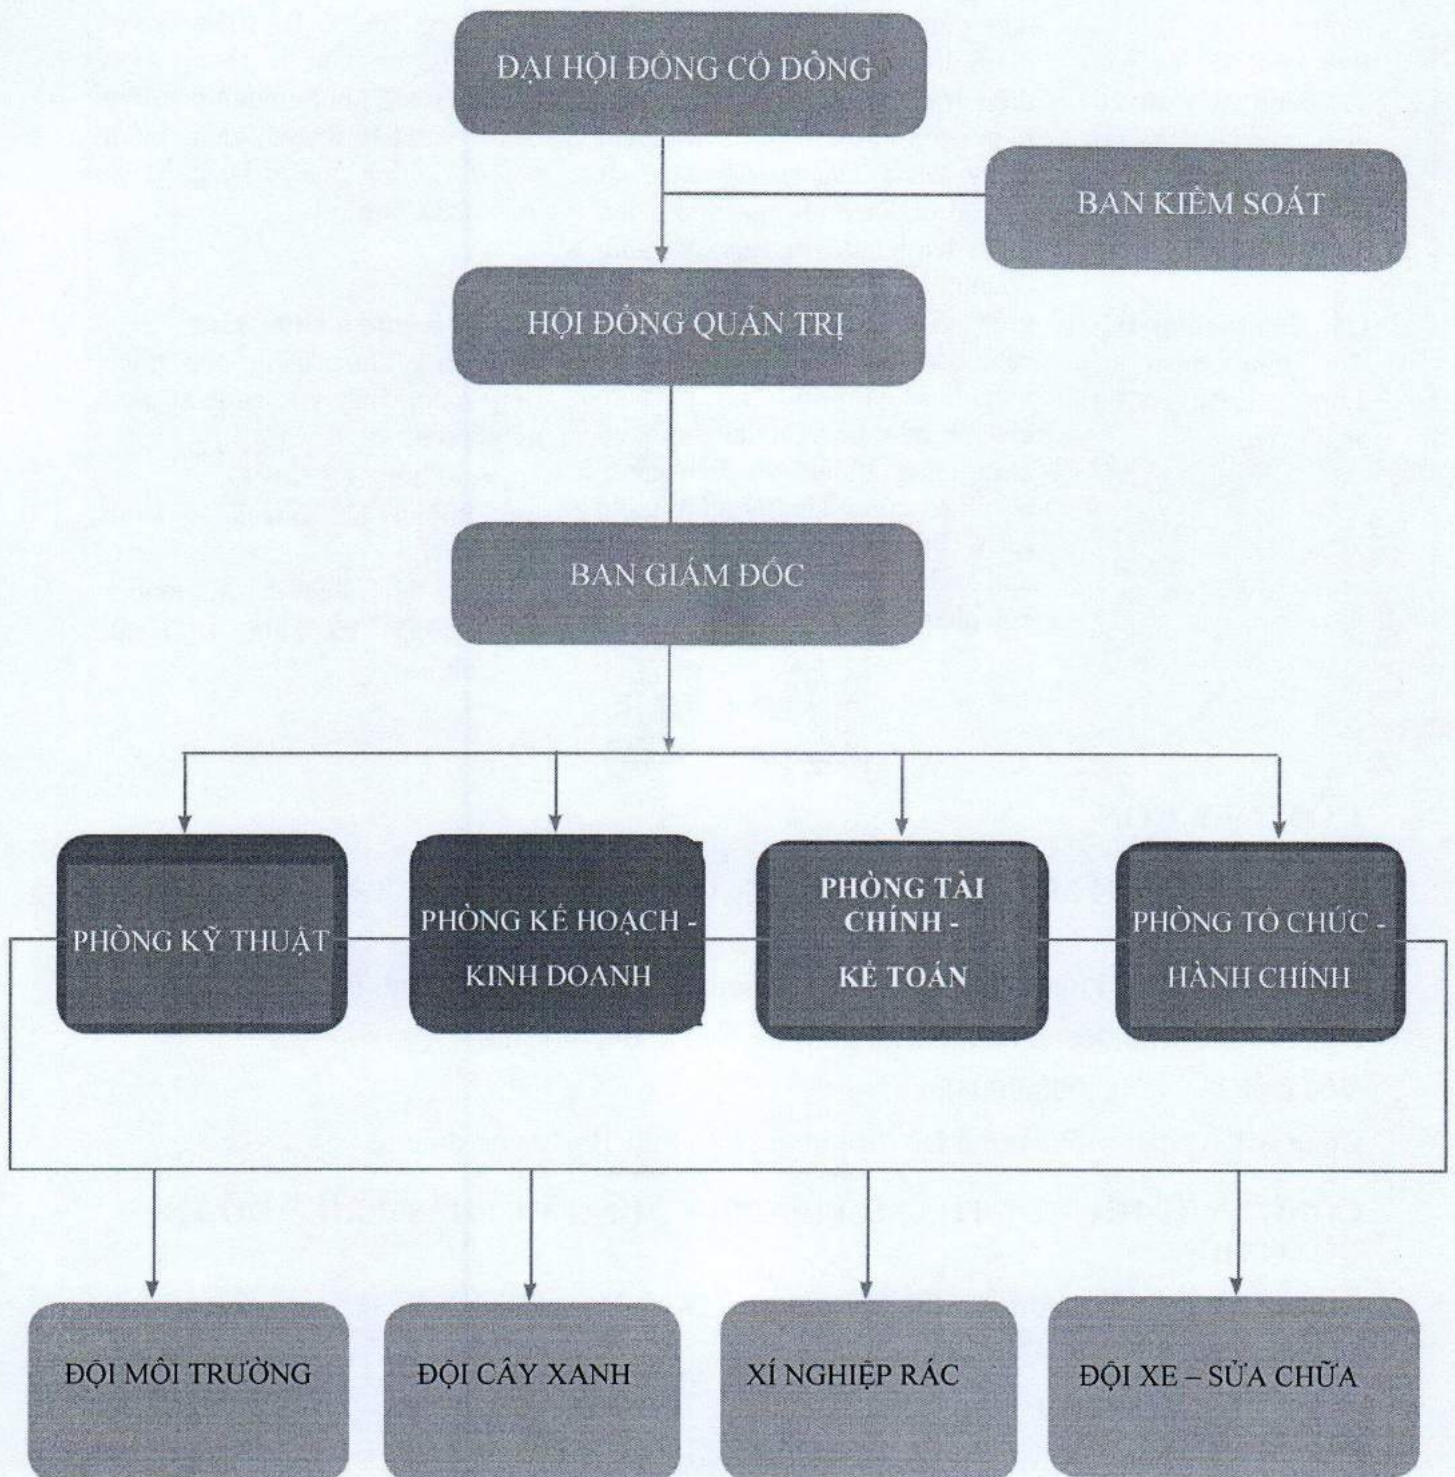 ĐẠI HỘI ĐỒNG CỔ ĐÔNG
BAN KIỂM SOÁT
HỘI ĐỒNG QUẢN TRỊ
BAN GIÁM ĐỐC
PHÒNG KỸ THUẬT
PHÒNG KẾ HOẠCH -
KINH DOANH
PHÒNG TÀI
CHÍNH -
KẾ TOÁN
PHÒNG TỔ CHỨC -
HÀNH CHÍNH
ĐỘI MÔI TRƯỜNG
ĐỘI CÂY XANH
XÍ NGHIỆP RÁC
ĐỘI XE – SỬA CHỮA